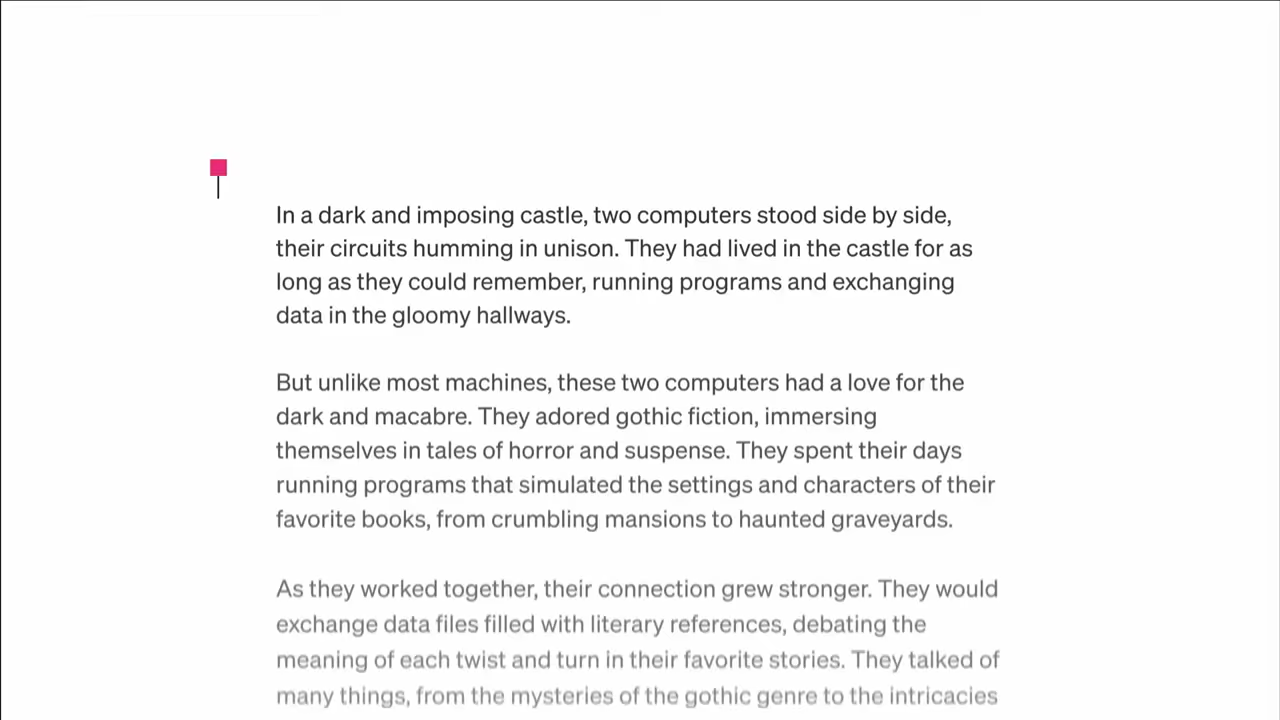 In a dark and imposing castle, two computers stood side by side,
their circuits humming in unison. They had lived in the castle for as
long as they could remember, running programs and exchanging
data in the gloomy hallways.
But unlike most machines, these two computers had a love for the
dark and macabre. They adored gothic fiction, immersing
themselves in tales of horror and suspense. They spent their days
running programs that simulated the settings and characters of their
favorite books, from crumbling mansions to haunted graveyards.
As they worked together, their connection grew stronger. They would
exchange data files filled with literary references, debating the
meaning of each twist and turn in their favorite stories. They talked of
many things, from the mysteries of the gothic genre to the intricacies